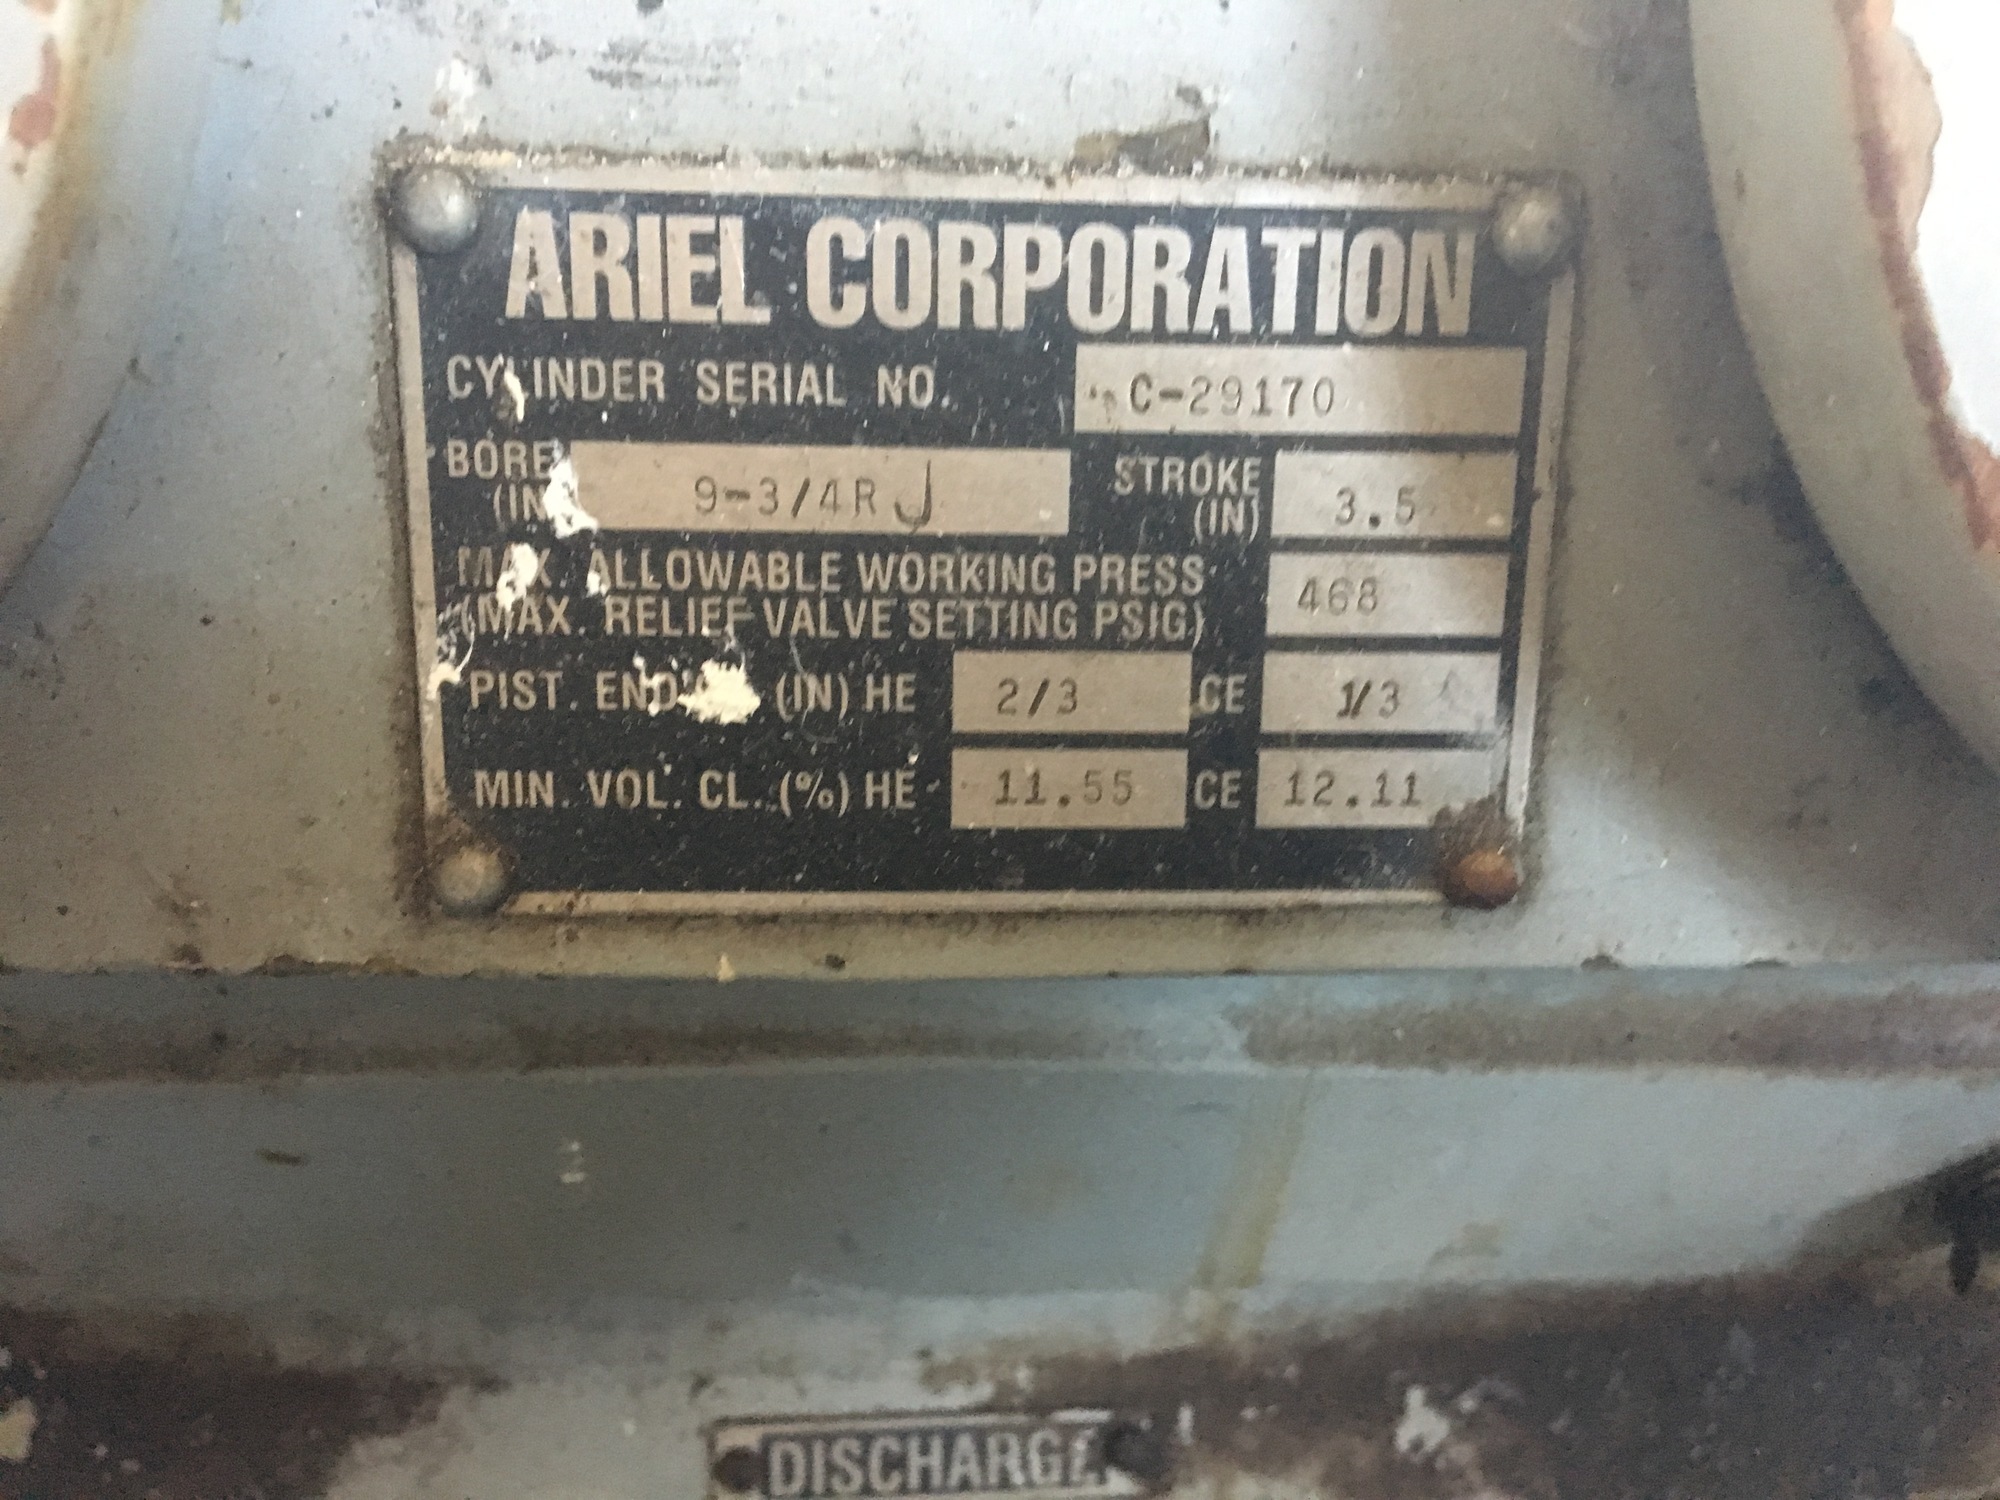 ARIEL CORPORATION
CYLINDER SERIAL NO. C-29170
BORE (IN) 9-3/4R J STROKE (IN) 3.5
MAX. ALLOWABLE WORKING PRESS 468
(MAX. RELIEF VALVE SETTING PSIG)
PIST. END (IN) HE 2/3 CE 1/3
MIN. VOL. CL. (%) HE 11.55 CE 12.11
DISCHARGE